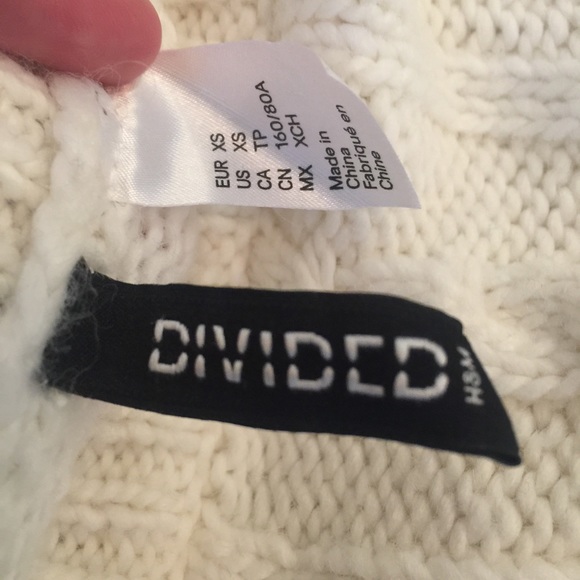 EUR XS
US XS
CA TP
CN 160/80A
MX XCH
Made in
China
Fabriqué en
Chine
DIVIDED
H&M